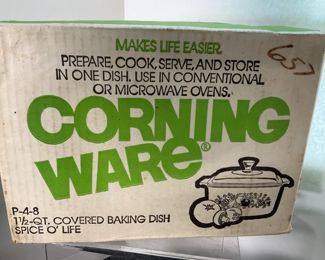 MAKES LIFE EASIER.
PREPARE, COOK, SERVE, AND STORE
IN ONE DISH. USE IN CONVENTIONAL
OR MICROWAVE OVENS.
CORNING
WARE®
P-4-8
1½-QT. COVERED BAKING DISH
SPICE O' LIFE